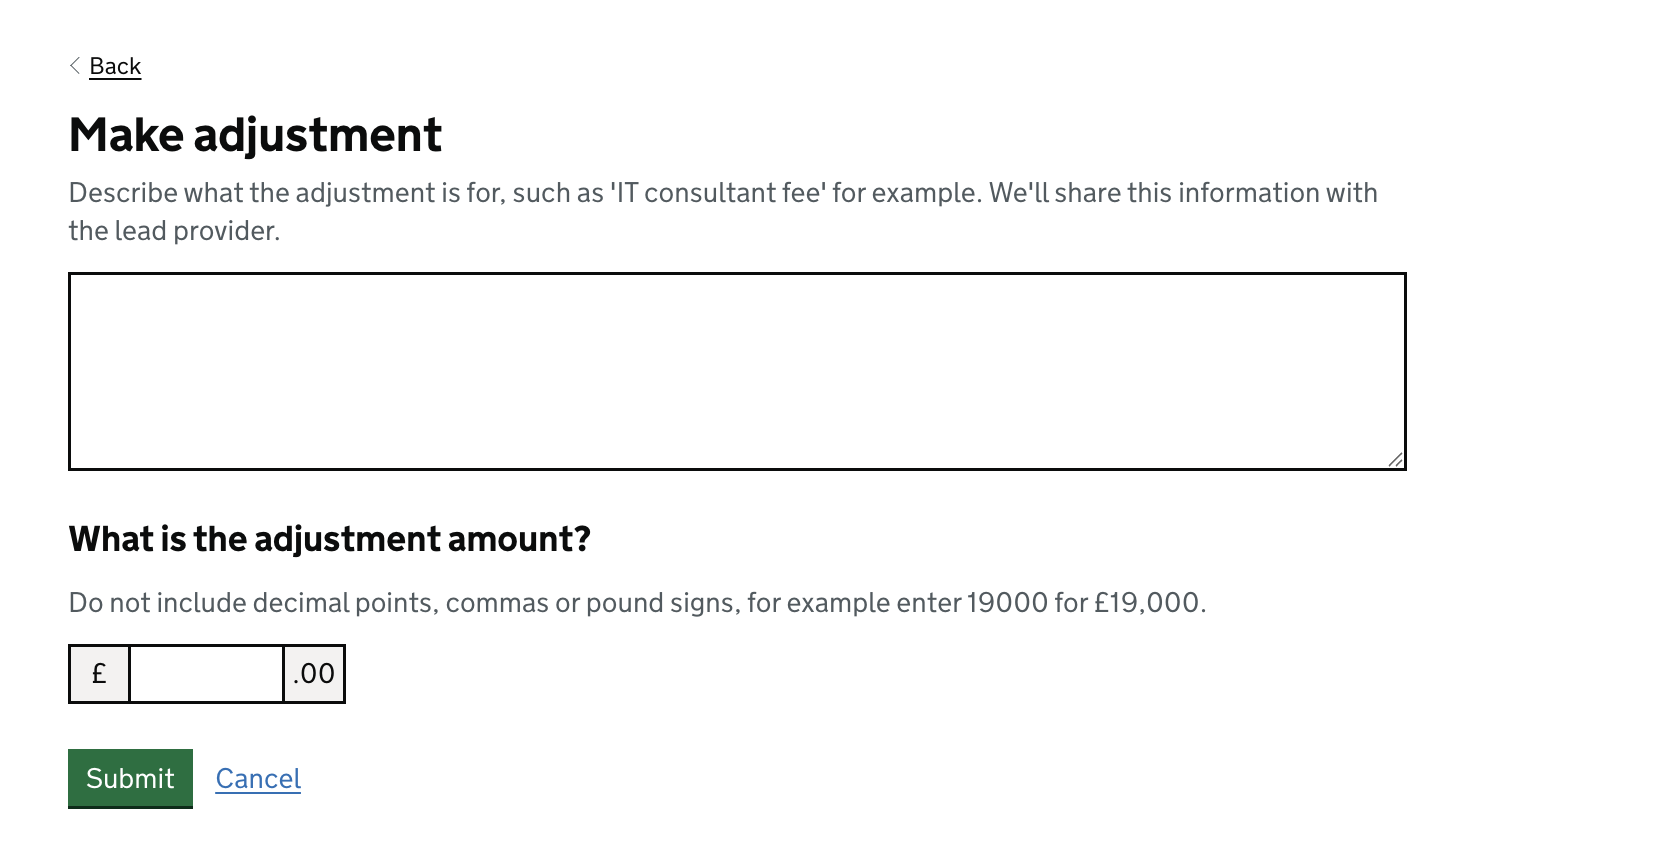 Back
Make adjustment
Describe what the adjustment is for, such as 'IT consultant fee' for example. We'll share this information with
the lead provider.
What is the adjustment amount?
Do not include decimal points, commas or pound signs, for example enter 19000 for £19,000.
£ .00
Submit Cancel